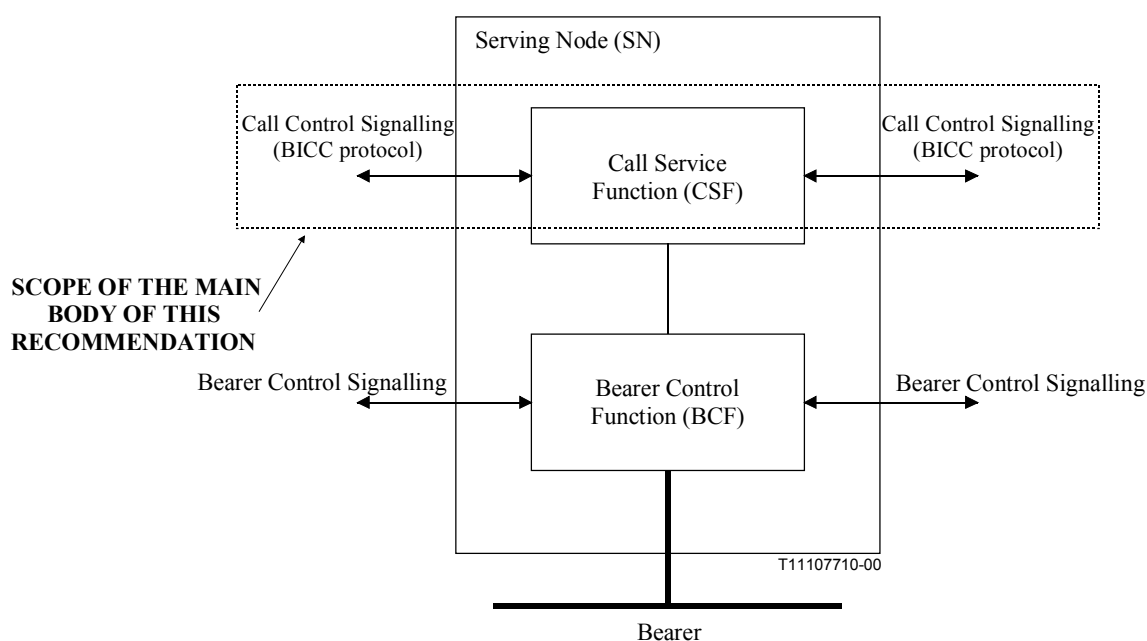 Serving Node (SN)
Call Control Signalling
(BICC protocol)
Call Service
Function (CSF)
Call Control Signalling
(BICC protocol)
SCOPE OF THE MAIN
BODY OF THIS
RECOMMENDATION
Bearer Control Signalling
Bearer Control
Function (BCF)
Bearer Control Signalling
T11107710-00
Bearer